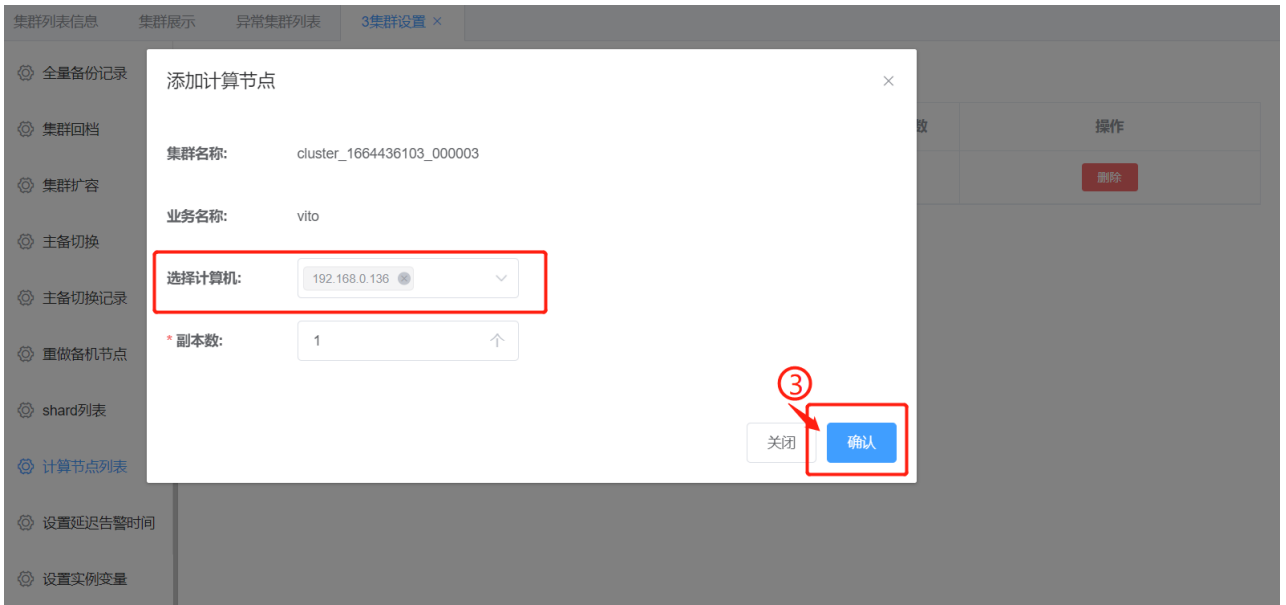 集群列表信息 集群展示 异常集群列表 3集群设置 ×
全量备份记录
集群回档
集群扩容
主备切换
主备切换记录
重做备机节点
shard列表
计算节点列表
设置延迟告警时间
设置实例变量
数 操作
删除
添加计算节点
集群名称: cluster_1664436103_000003
业务名称: vito
选择计算机: 192.168.0.136
* 副本数: 1 个
③
关闭 确认